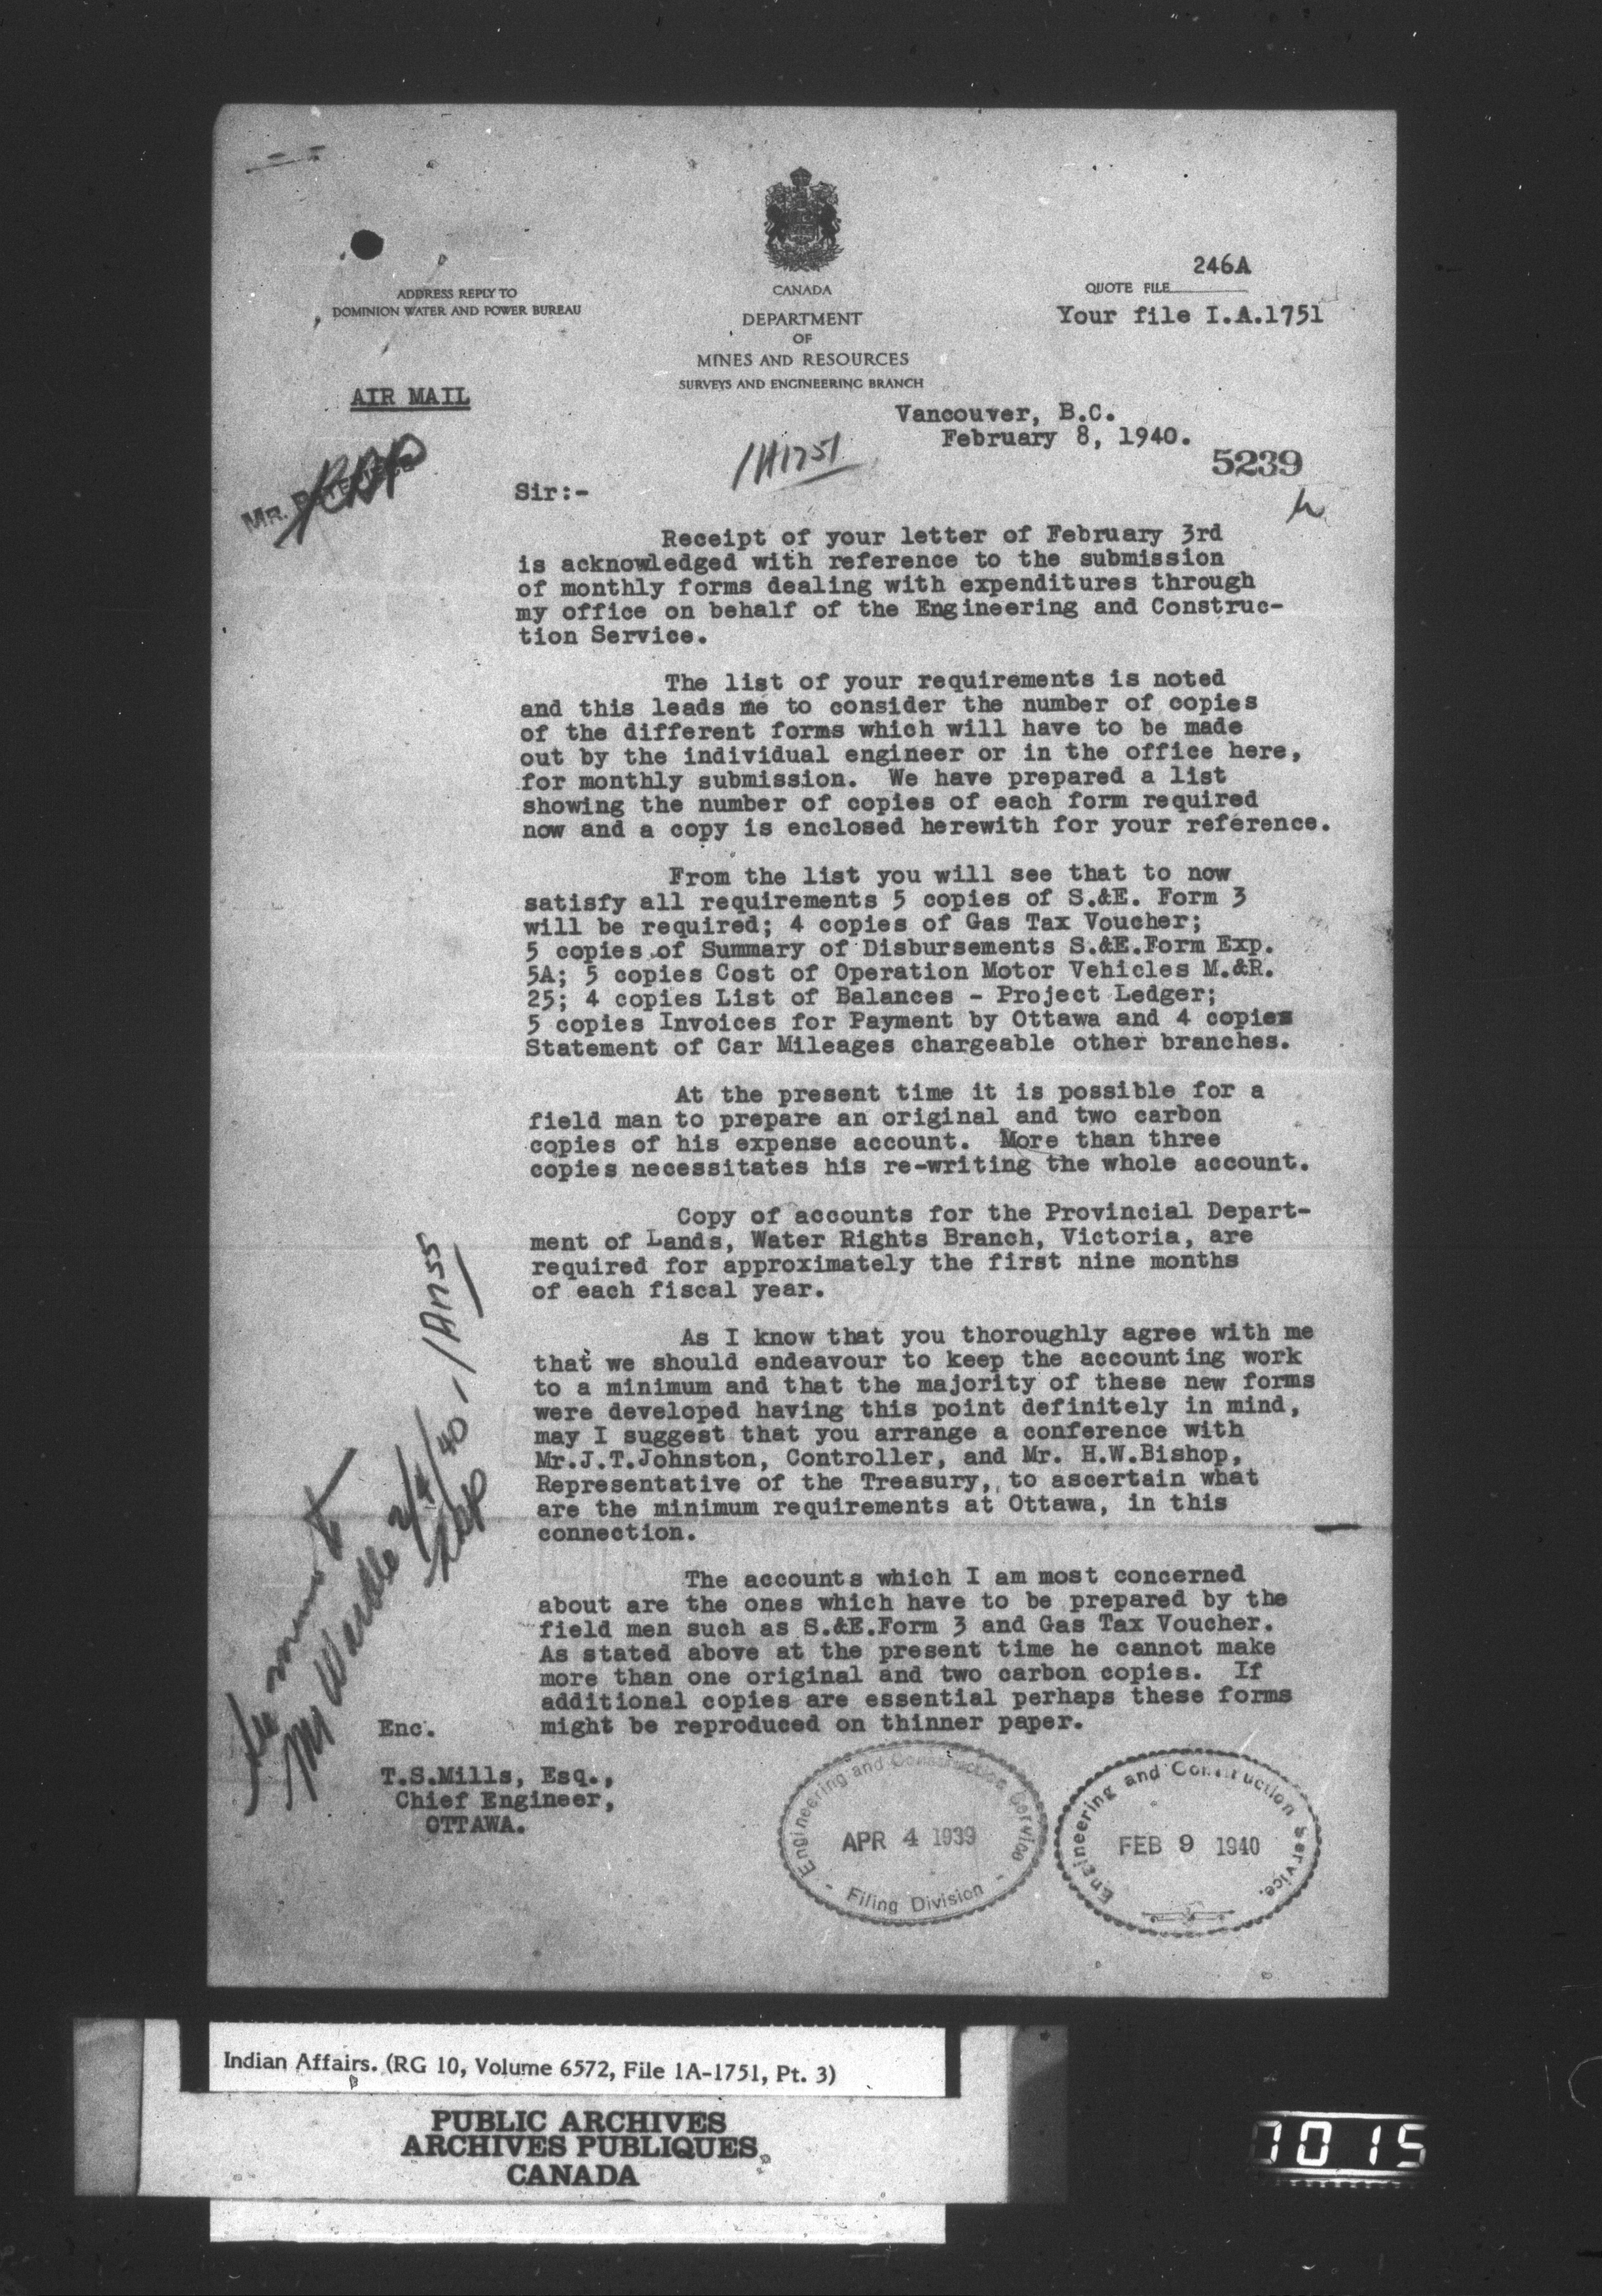 246A
ADDRESS REPLY TO
DOMINION WATER AND POWER BUREAU
CANADA
DEPARTMENT
OF
MINES AND RESOURCES
SURVEYS AND ENGINEERING BRANCH
QUOTE FILE
Your file I.A.1751
AIR MAIL
Vancouver, B.C.
February 8, 1940.
5239
1A1751
MR.
Sir:-
Receipt of your letter of February 3rd
is acknowledged with reference to the submission
of monthly forms dealing with expenditures through
my office on behalf of the Engineering and Construc-
tion Service.
The list of your requirements is noted
and this leads me to consider the number of copies
of the different forms which will have to be made
out by the individual engineer or in the office here,
for monthly submission. We have prepared a list
showing the number of copies of each form required
now and a copy is enclosed herewith for your reference.
From the list you will see that to now
satisfy all requirements 5 copies of S.&E. Form 3
will be required; 4 copies of Gas Tax Voucher;
5 copies of Summary of Disbursements S.&E.Form Exp.
5A; 5 copies Cost of Operation Motor Vehicles M.&R.
25; 4 copies List of Balances - Project Ledger;
5 copies Invoices for Payment by Ottawa and 4 copies
Statement of Car Mileages chargeable other branches.
At the present time it is possible for a
field man to prepare an original and two carbon
copies of his expense account. More than three
copies necessitates his re-writing the whole account.
Copy of accounts for the Provincial Depart-
ment of Lands, Water Rights Branch, Victoria, are
required for approximately the first nine months
of each fiscal year.
As I know that you thoroughly agree with me
that we should endeavour to keep the accounting work
to a minimum and that the majority of these new forms
were developed having this point definitely in mind,
may I suggest that you arrange a conference with
Mr.J.T.Johnston, Controller, and Mr. H.W.Bishop,
Representative of the Treasury, to ascertain what
are the minimum requirements at Ottawa, in this
connection.
The accounts which I am most concerned
about are the ones which have to be prepared by the
field men such as S.&E.Form 3 and Gas Tax Voucher.
As stated above at the present time he cannot make
more than one original and two carbon copies. If
additional copies are essential perhaps these forms
might be reproduced on thinner paper.
Enc.
T.S.Mills, Esq.,
Chief Engineer,
OTTAWA.
Engineering and Construction Service
APR 4 1939
- Filing Division -
Engineering and Construction Service.
FEB 9 1940
Indian Affairs. (RG 10, Volume 6572, File 1A-1751, Pt. 3)
PUBLIC ARCHIVES
ARCHIVES PUBLIQUES
CANADA
1015